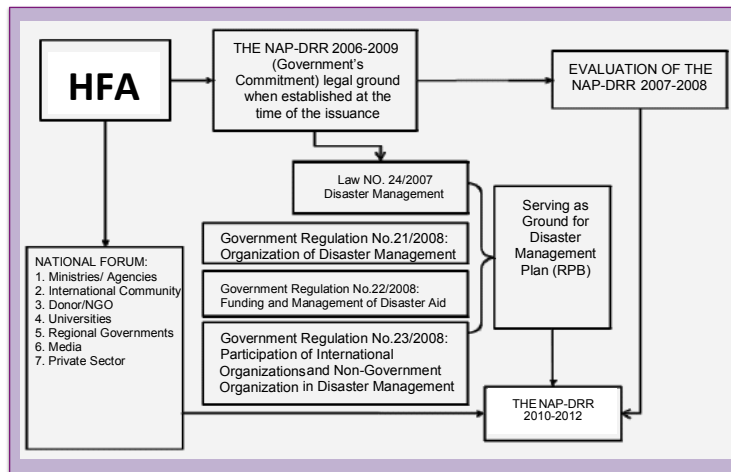 HFA
THE NAP-DRR 2006-2009
(Government's
Commitment) legal ground
when established at the
time of the issuance
EVALUATION OF THE
NAP-DRR 2007-2008
Law NO. 24/2007
Disaster Management
Government Regulation No.21/2008:
Organization of Disaster Management
Government Regulation No.22/2008:
Funding and Management of Disaster Aid
Government Regulation No.23/2008:
Participation of International
Organizations and Non-Government
Organization in Disaster Management
Serving as
Ground for
Disaster
Management
Plan (RPB)
NATIONAL FORUM:
1. Ministries/ Agencies
2. International Community
3. Donor/NGO
4. Universities
5. Regional Governments
6. Media
7. Private Sector
THE NAP-DRR
2010-2012